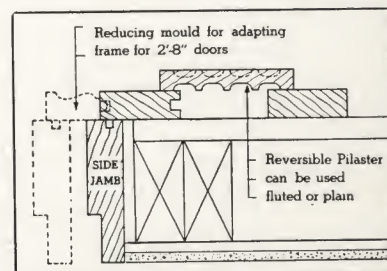 Reducing mould for adapting
frame for 2'-8" doors
SIDE
JAMB
Reversible Pilaster
can be used
fluted or plain